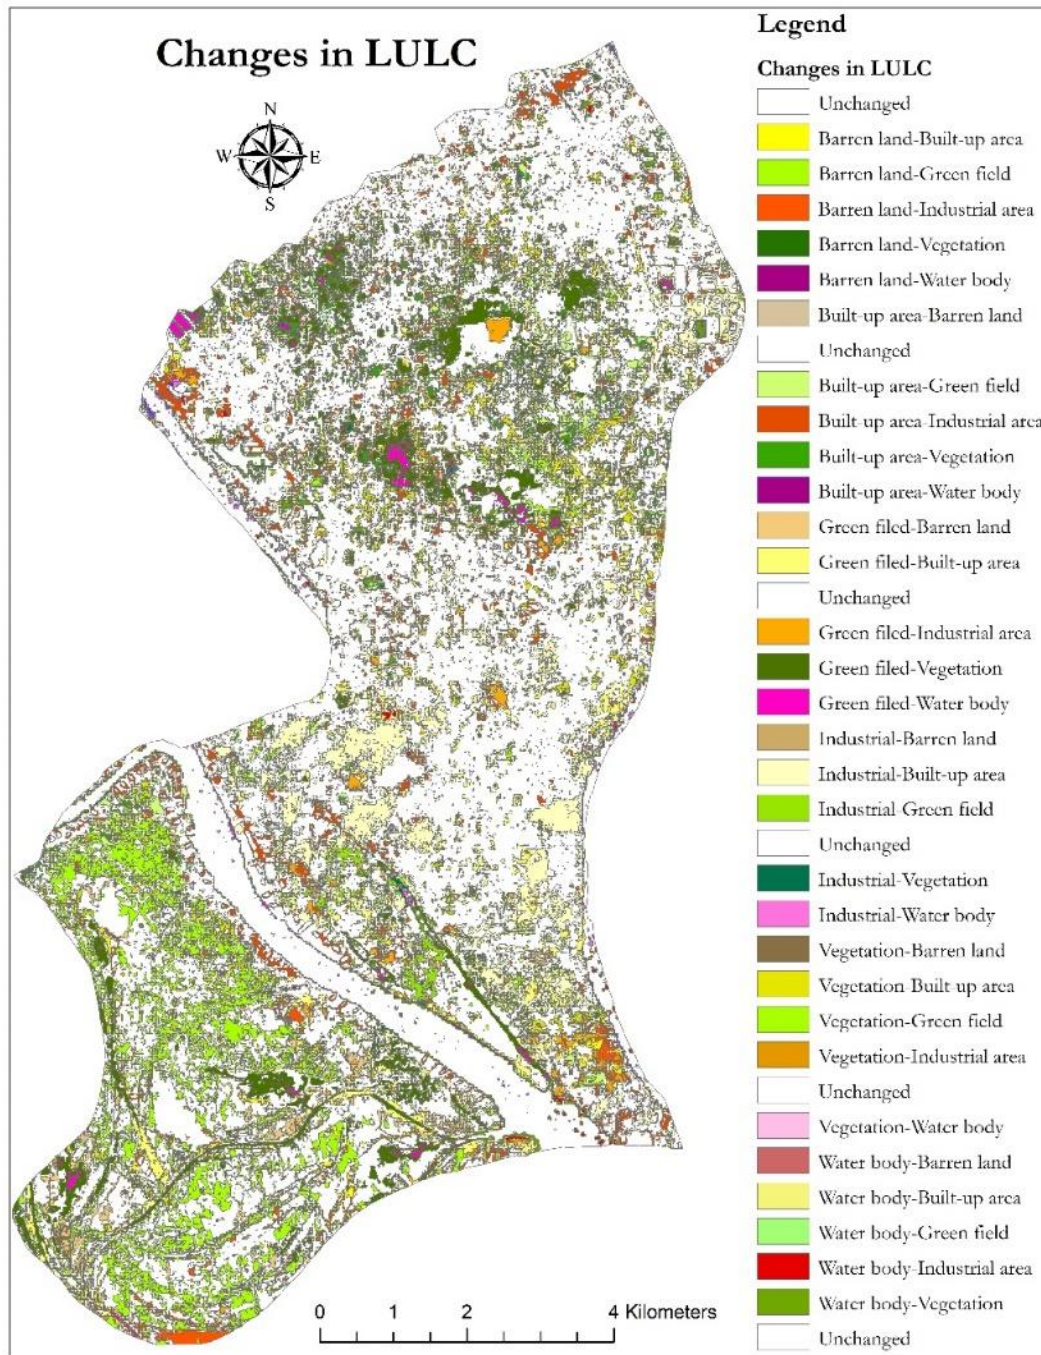 Changes in LULC
N
W E
S
Legend
Changes in LULC
Unchanged
Barren land-Built-up area
Barren land-Green field
Barren land-Industrial area
Barren land-Vegetation
Barren land-Water body
Built-up area-Barren land
Unchanged
Built-up area-Green field
Built-up area-Industrial area
Built-up area-Vegetation
Built-up area-Water body
Green filed-Barren land
Green filed-Built-up area
Unchanged
Green filed-Industrial area
Green filed-Vegetation
Green filed-Water body
Industrial-Barren land
Industrial-Built-up area
Industrial-Green field
Unchanged
Industrial-Vegetation
Industrial-Water body
Vegetation-Barren land
Vegetation-Built-up area
Vegetation-Green field
Vegetation-Industrial area
Unchanged
Vegetation-Water body
Water body-Barren land
Water body-Built-up area
Water body-Green field
Water body-Industrial area
Water body-Vegetation
Unchanged
0 1 2 4 Kilometers